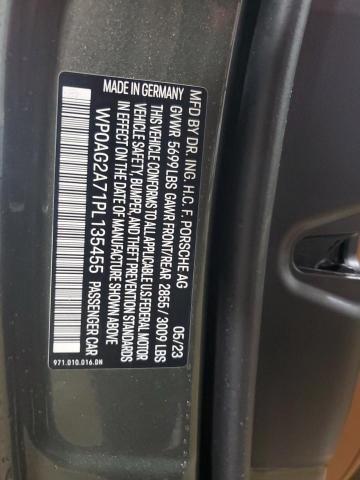 MFD BY DR. ING. H.C. F. PORSCHE AG
GVWR 5699 LBS GAWR FRONT/REAR 2855 / 3009 LBS
THIS VEHICLE CONFORMS TO ALL APPLICABLE U.S. FEDERAL MOTOR
VEHICLE SAFETY, BUMPER, AND THEFT PREVENTION STANDARDS
IN EFFECT ON THE DATE OF MANUFACTURE SHOWN ABOVE
05/23
MADE IN GERMANY
WP0AG2A71PL135455 PASSENGER CAR
971.010.016.DN